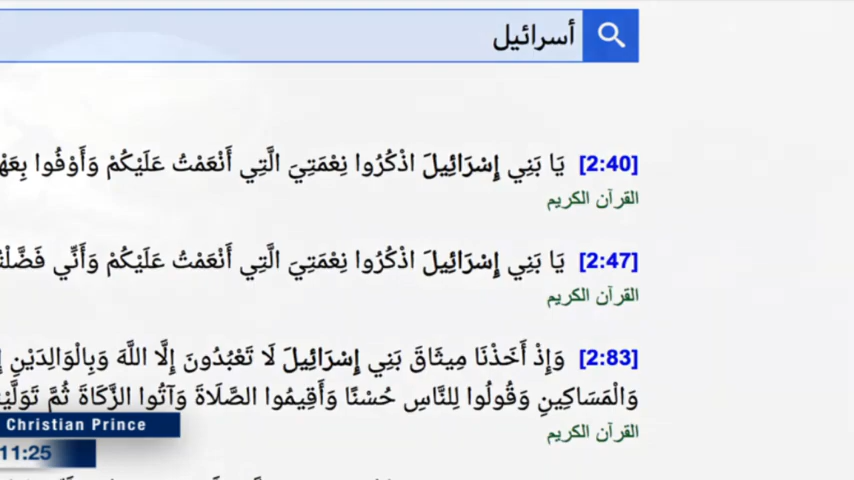 أسرائيل
[2:40] يَا بَنِي إِسْرَائِيلَ اذْكُرُوا نِعْمَتِيَ الَّتِي أَنْعَمْتُ عَلَيْكُمْ وَأَوْفُوا
القرآن الكريم
[2:47] يَا بَنِي إِسْرَائِيلَ اذْكُرُوا نِعْمَتِيَ الَّتِي أَنْعَمْتُ عَلَيْكُمْ وَأَنِّي
القرآن الكريم
[2:83] وَإِذْ أَخَذْنَا مِيثَاقَ بَنِي إِسْرَائِيلَ لَا تَعْبُدُونَ إِلَّا اللَّهَ وَبِالْوَالِدَيْنِ
وَالْمَسَاكِينِ وَقُولُوا لِلنَّاسِ حُسْنًا وَأَقِيمُوا الصَّلَاةَ وَآتُوا الزَّكَاةَ ثُمَّ
القرآن الكريم
Christian Prince
11:25